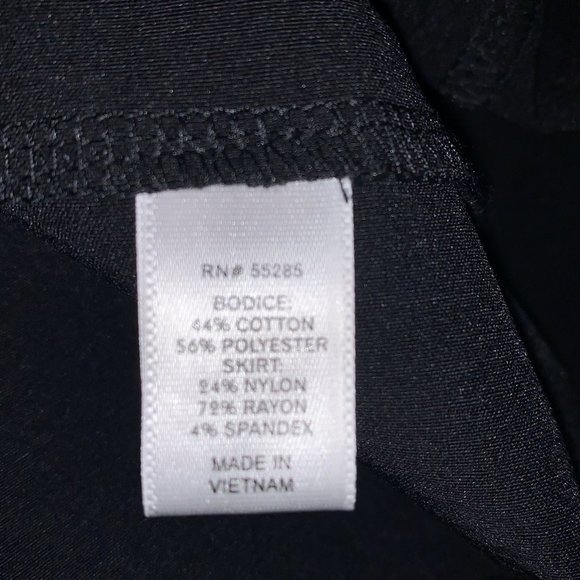 RN# 55285
BODICE:
44% COTTON
56% POLYESTER
SKIRT:
24% NYLON
72% RAYON
4% SPANDEX
MADE IN
VIETNAM